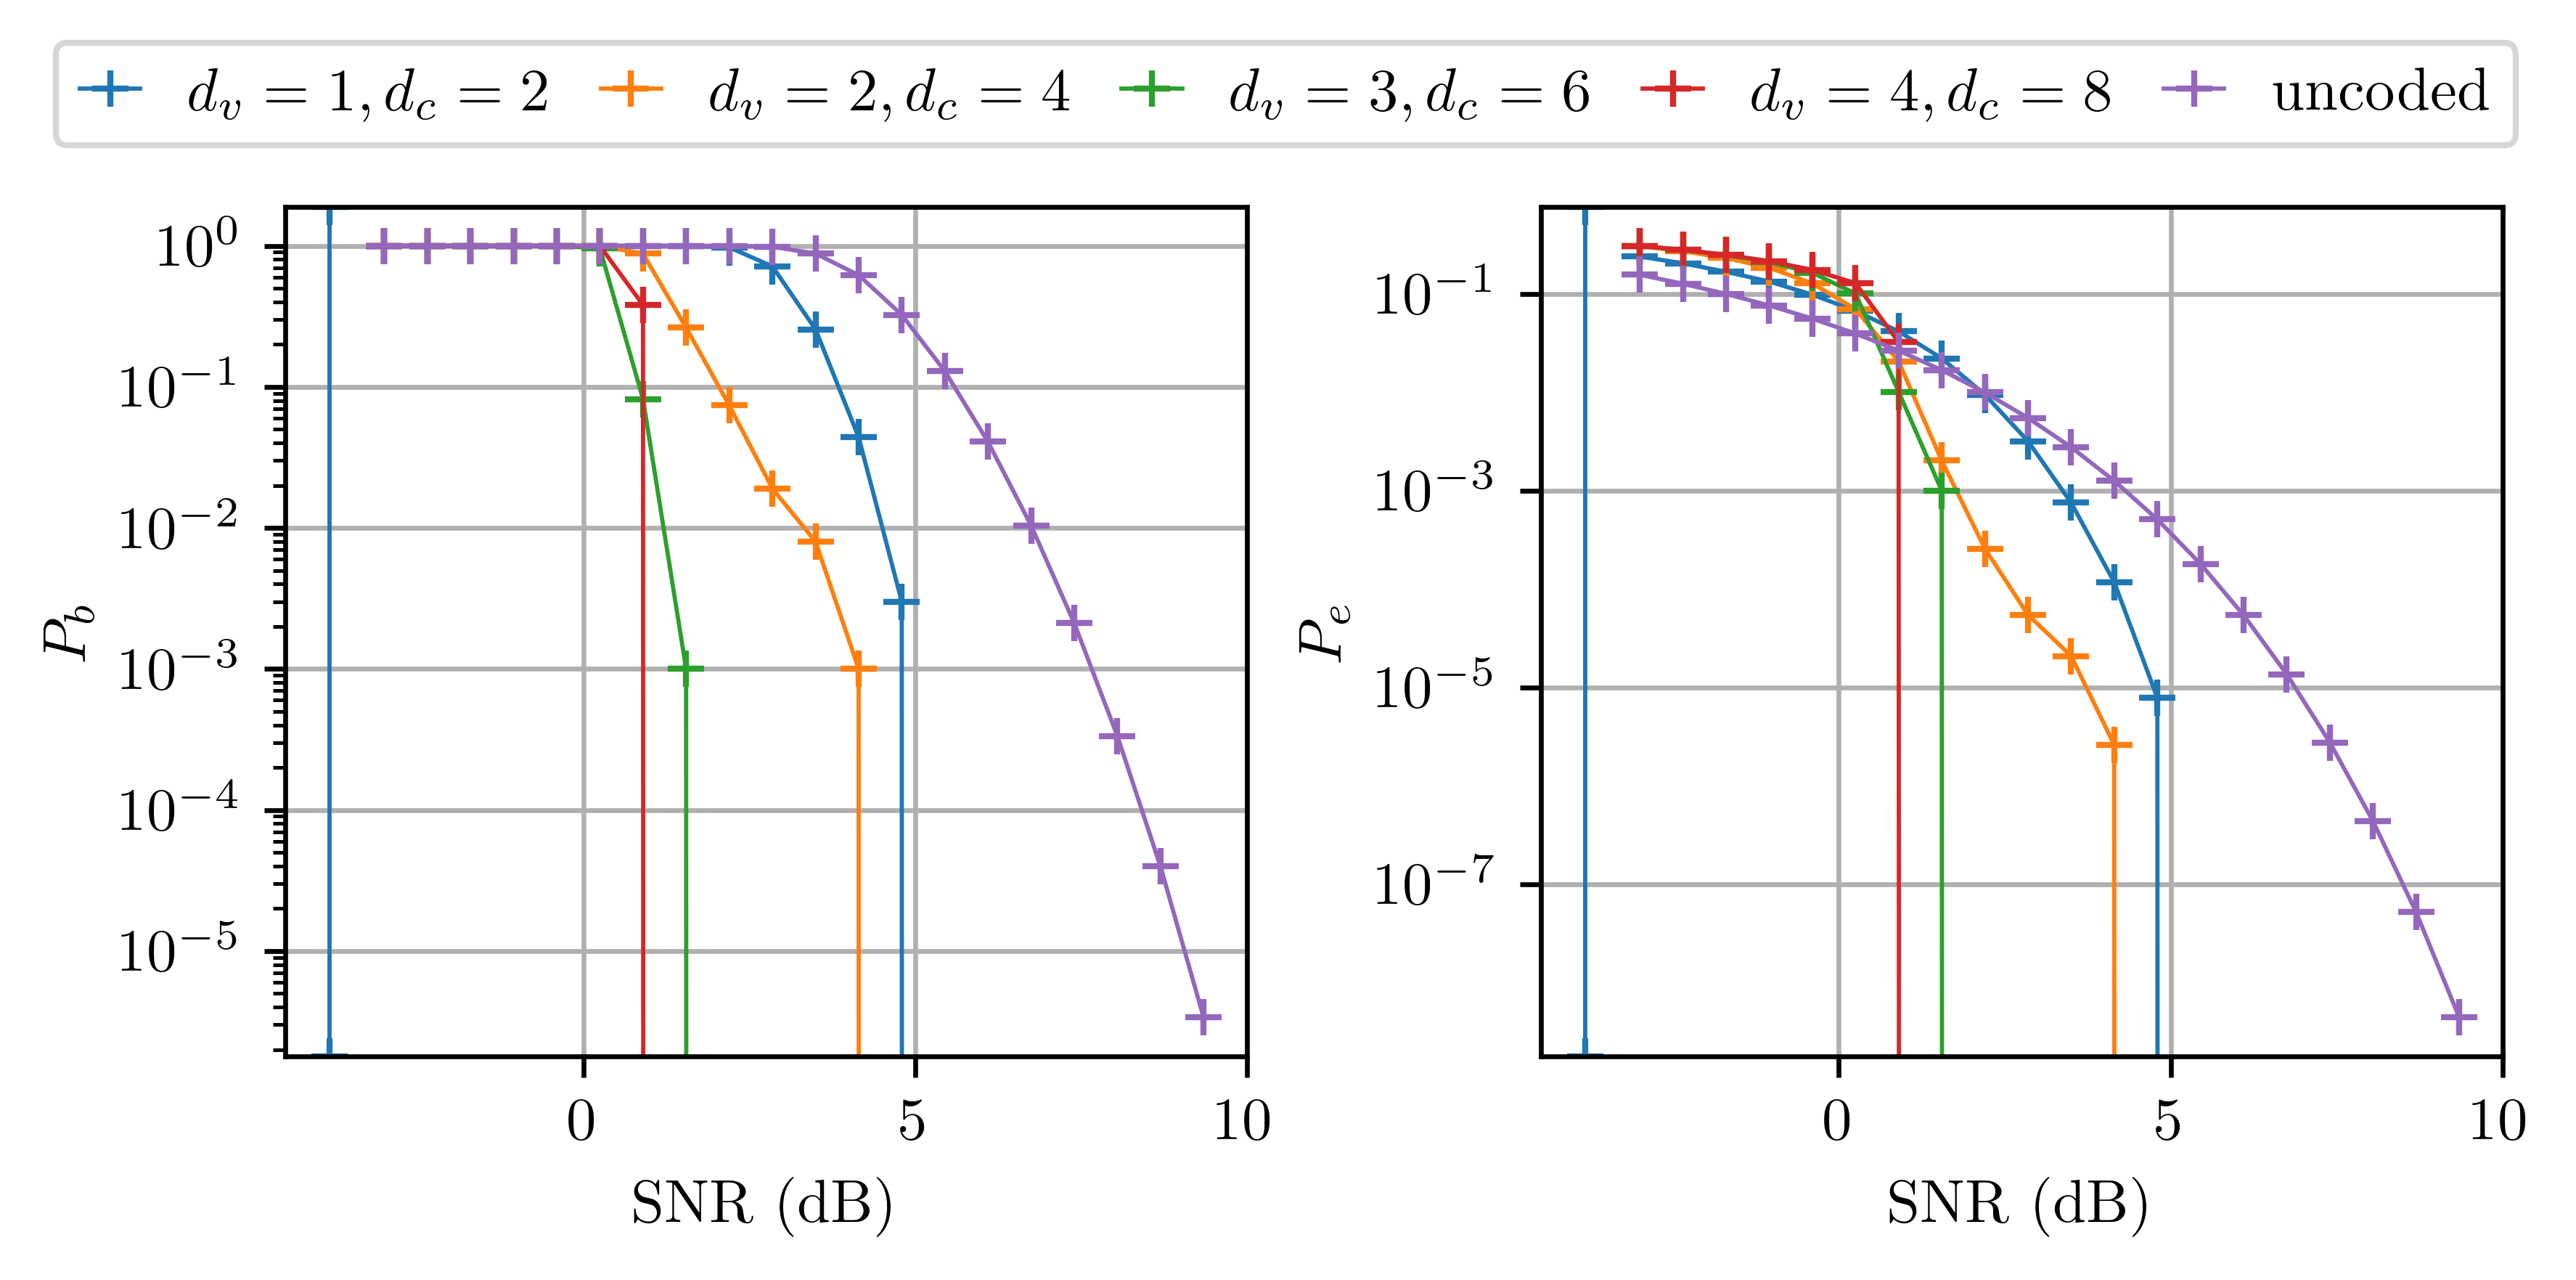 d_v = 1, d_c = 2 d_v = 2, d_c = 4 d_v = 3, d_c = 6 d_v = 4, d_c = 8 uncoded
10^0
10^{-1}
10^{-2}
10^{-3}
10^{-4}
10^{-5}
P_b
0 5 10
SNR (dB)
10^{-1}
10^{-3}
10^{-5}
10^{-7}
P_e
0 5 10
SNR (dB)